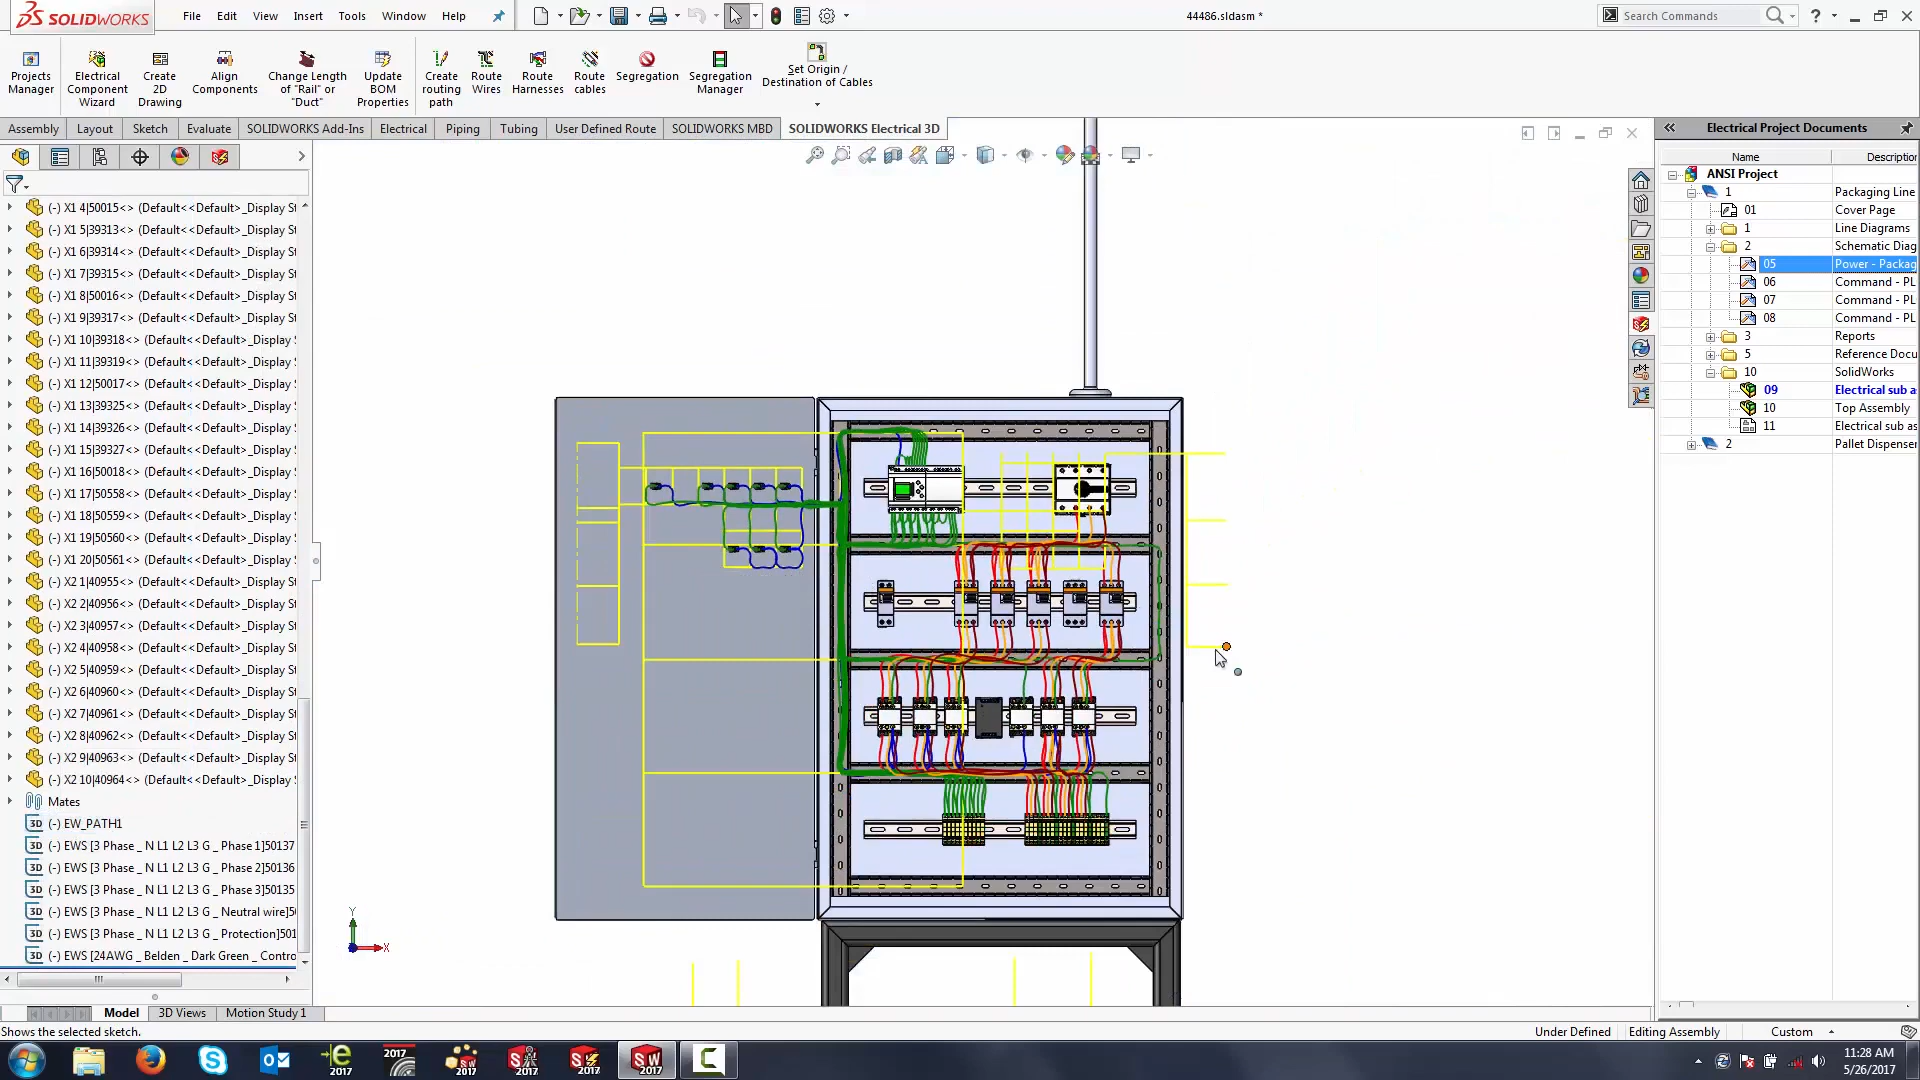 SOLIDWORKS
File Edit View Insert Tools Window Help
44486.sldasm *
Search Commands
Projects Manager
Electrical Component Wizard
Create 2D Drawing
Align Components
Change Length of "Rail" or "Duct"
Update BOM Properties
Create routing path
Route Wires
Route Harnesses
Route cables
Segregation
Segregation Manager
Set Origin / Destination of Cables
Assembly Layout Sketch Evaluate SOLIDWORKS Add-Ins Electrical Piping Tubing User Defined Route SOLIDWORKS MBD SOLIDWORKS Electrical 3D
(-) X1 4|50015<> (Default<<Default>_Display St
(-) X1 5|39313<> (Default<<Default>_Display St
(-) X1 6|39314<> (Default<<Default>_Display St
(-) X1 7|39315<> (Default<<Default>_Display St
(-) X1 8|50016<> (Default<<Default>_Display St
(-) X1 9|39317<> (Default<<Default>_Display St
(-) X1 10|39318<> (Default<<Default>_Display
(-) X1 11|39319<> (Default<<Default>_Display
(-) X1 12|50017<> (Default<<Default>_Display
(-) X1 13|39325<> (Default<<Default>_Display
(-) X1 14|39326<> (Default<<Default>_Display
(-) X1 15|39327<> (Default<<Default>_Display
(-) X1 16|50018<> (Default<<Default>_Display
(-) X1 17|50558<> (Default<<Default>_Display
(-) X1 18|50559<> (Default<<Default>_Display
(-) X1 19|50560<> (Default<<Default>_Display
(-) X1 20|50561<> (Default<<Default>_Display
(-) X2 1|40955<> (Default<<Default>_Display St
(-) X2 2|40956<> (Default<<Default>_Display St
(-) X2 3|40957<> (Default<<Default>_Display St
(-) X2 4|40958<> (Default<<Default>_Display St
(-) X2 5|40959<> (Default<<Default>_Display St
(-) X2 6|40960<> (Default<<Default>_Display St
(-) X2 7|40961<> (Default<<Default>_Display St
(-) X2 8|40962<> (Default<<Default>_Display St
(-) X2 9|40963<> (Default<<Default>_Display St
(-) X2 10|40964<> (Default<<Default>_Display
Mates
3D (-) EW_PATH1
3D (-) EWS [3 Phase _ N L1 L2 L3 G _ Phase 1]50137
3D (-) EWS [3 Phase _ N L1 L2 L3 G _ Phase 2]50136
3D (-) EWS [3 Phase _ N L1 L2 L3 G _ Phase 3]50135
3D (-) EWS [3 Phase _ N L1 L2 L3 G _ Neutral wire]5
3D (-) EWS [3 Phase _ N L1 L2 L3 G _ Protection]501
3D (-) EWS [24AWG _ Belden _ Dark Green _ Contro
Y
X
Electrical Project Documents
Name Description
ANSI Project
1 Packaging Line
01 Cover Page
1 Line Diagrams
2 Schematic Diag
05 Power - Packag
06 Command - PL
07 Command - PL
08 Command - PL
3 Reports
5 Reference Docu
10 SolidWorks
09 Electrical sub a
10 Top Assembly
11 Electrical sub as
2 Pallet Dispense
Model 3D Views Motion Study 1
Shows the selected sketch.
Under Defined Editing Assembly Custom
2017 2017 2017 2017 2017 2017
11:28 AM
5/26/2017